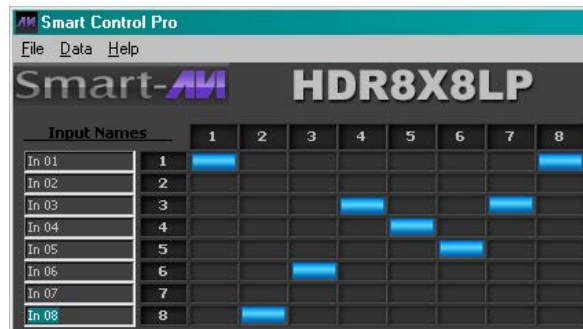 Smart Control Pro
File Data Help
Smart-AVI HDR8X8LP
Input Names 1 2 3 4 5 6 7 8
In 01 1
In 02 2
In 03 3
In 04 4
In 05 5
In 06 6
In 07 7
In 08 8